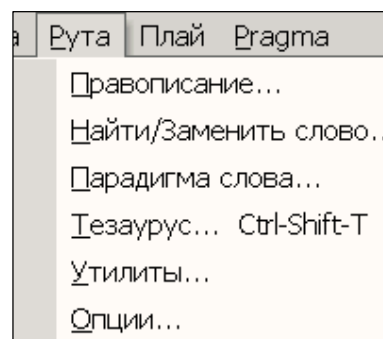 а Рута Плай Pragma
Правописание...
Найти/Заменить слово..
Парадигма слова...
Тезаурус... Ctrl-Shift-T
Утилиты...
Опции...